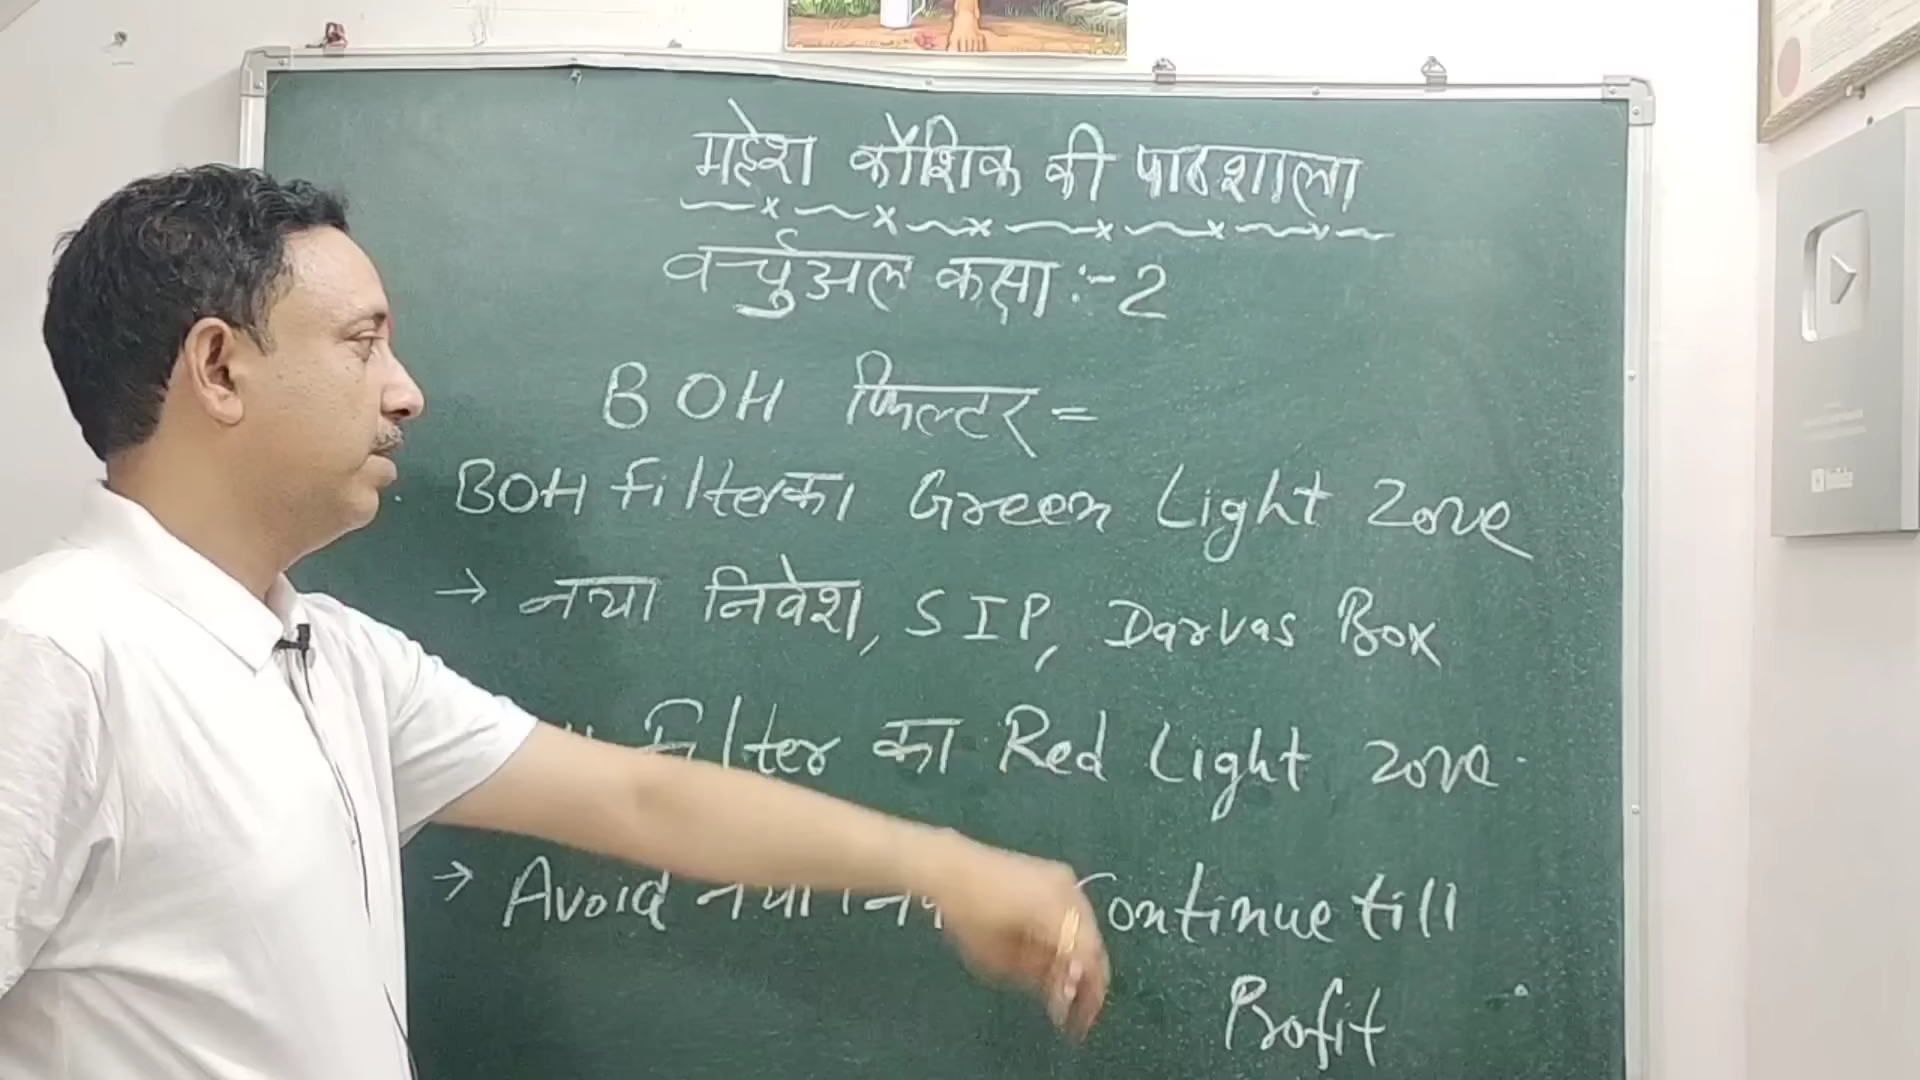 महेश कौशिक की पाठशाला
वर्चुअल कक्षा :- 2
BOH फिल्टर =
BOH filter का Green Light Zone
→ नया निवेश, SIP, Darvas Box
Filter का Red Light Zone.
→ Avoid नया Continue till
Profit